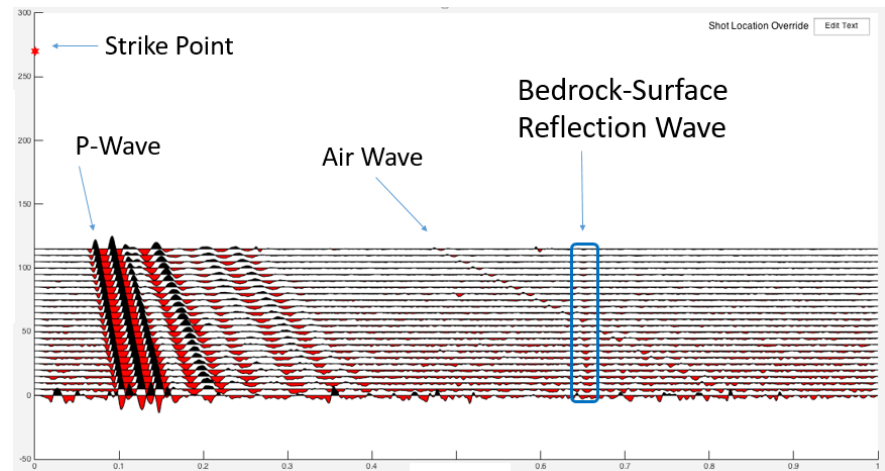 300
Shot Location Override Edit Text
Strike Point
250
Bedrock-Surface
Reflection Wave
200
P-Wave
Air Wave
150
100
50
0
-50
0 0.1 0.2 0.3 0.4 0.6 0.7 0.8 0.9 1